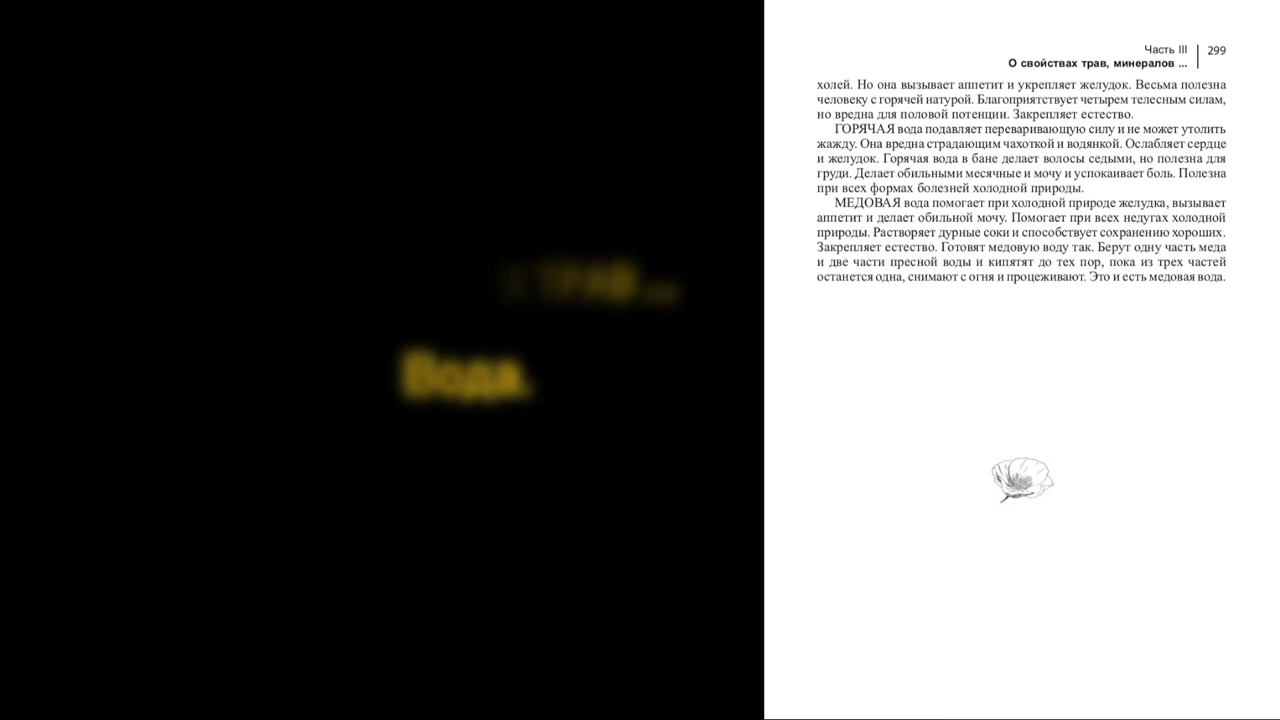 ТРАВ...
Вода.
Часть III
299
О свойствах трав, минералов ...
холей. Но она вызывает аппетит и укрепляет желудок. Весьма полезна
человеку с горячей натурой. Благоприятствует четырем телесным силам,
но вредна для половой потенции. Закрепляет естество.
ГОРЯЧАЯ вода подавляет переваривающую силу и не может утолить
жажду. Она вредна страдающим чахоткой и водянкой. Ослабляет сердце
и желудок. Горячая вода в бане делает волосы седыми, но полезна для
груди. Делает обильными месячные и мочу и успокаивает боль. Полезна
при всех формах болезней холодной природы.
МЕДОВАЯ вода помогает при холодной природе желудка, вызывает
аппетит и делает обильной мочу. Помогает при всех недугах холодной
природы. Растворяет дурные соки и способствует сохранению хороших.
Закрепляет естество. Готовят медовую воду так. Берут одну часть меда
и две части пресной воды и кипятят до тех пор, пока из трех частей
останется одна, снимают с огня и процеживают. Это и есть медовая вода.